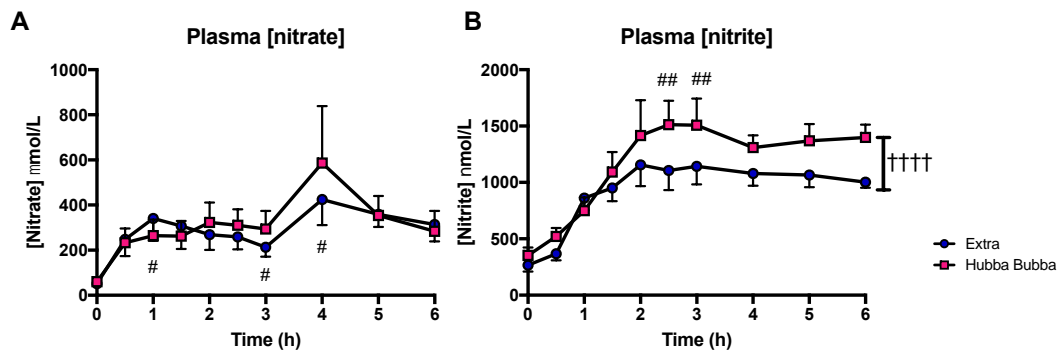 A
Plasma [nitrate]
[Nitrate] mmol/L
1000
800
600
400
200
0
#
#
#
0 1 2 3 4 5 6
Time (h)
B
Plasma [nitrite]
[Nitrite] nmol/L
2000
1500
1000
500
0
## ##
††††
0 1 2 3 4 5 6
Time (h)
Extra
Hubba Bubba